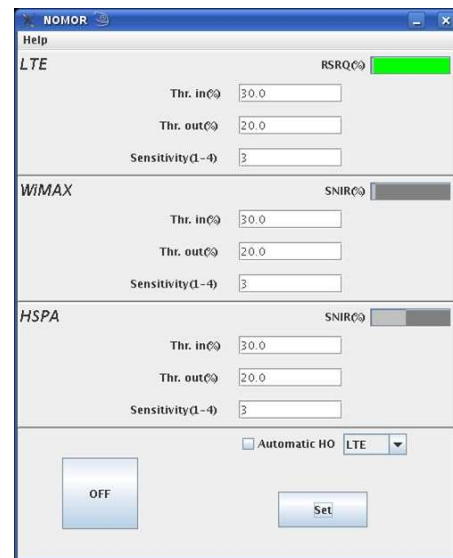 NOMOR
Help
LTE RSRQ(%)
Thr. in(%) 30.0
Thr. out(%) 20.0
Sensitivity(1-4) 3
WiMAX SNIR(%)
Thr. in(%) 30.0
Thr. out(%) 20.0
Sensitivity(1-4) 3
HSPA SNIR(%)
Thr. in(%) 30.0
Thr. out(%) 20.0
Sensitivity(1-4) 3
Automatic HO LTE
OFF
Set